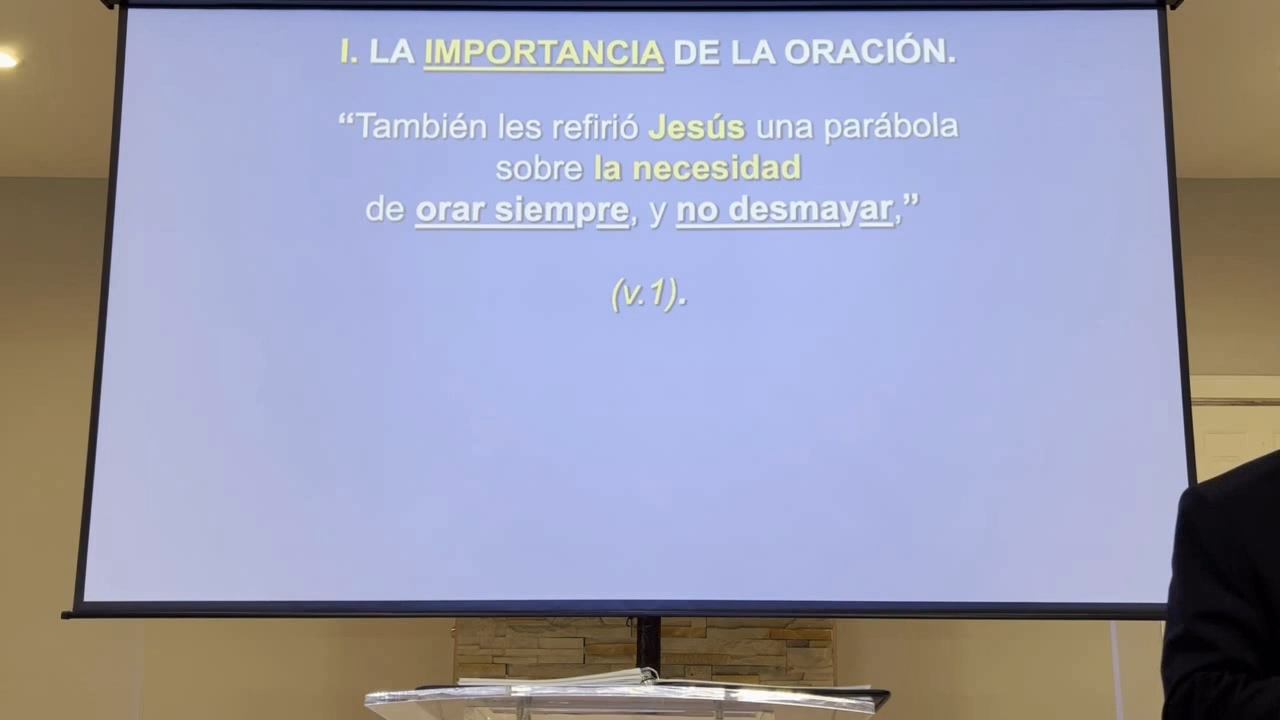 I. LA IMPORTANCIA DE LA ORACIÓN.
“También les refirió Jesús una parábola
sobre la necesidad
de orar siempre, y no desmayar,”
(v.1).